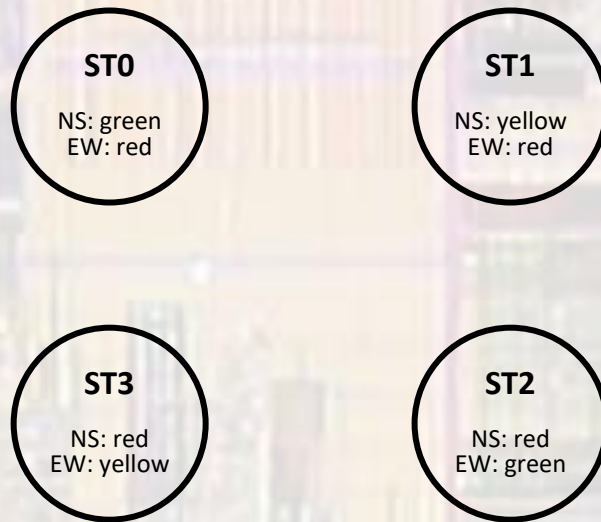 ST0
NS: green
EW: red
ST1
NS: yellow
EW: red
ST3
NS: red
EW: yellow
ST2
NS: red
EW: green